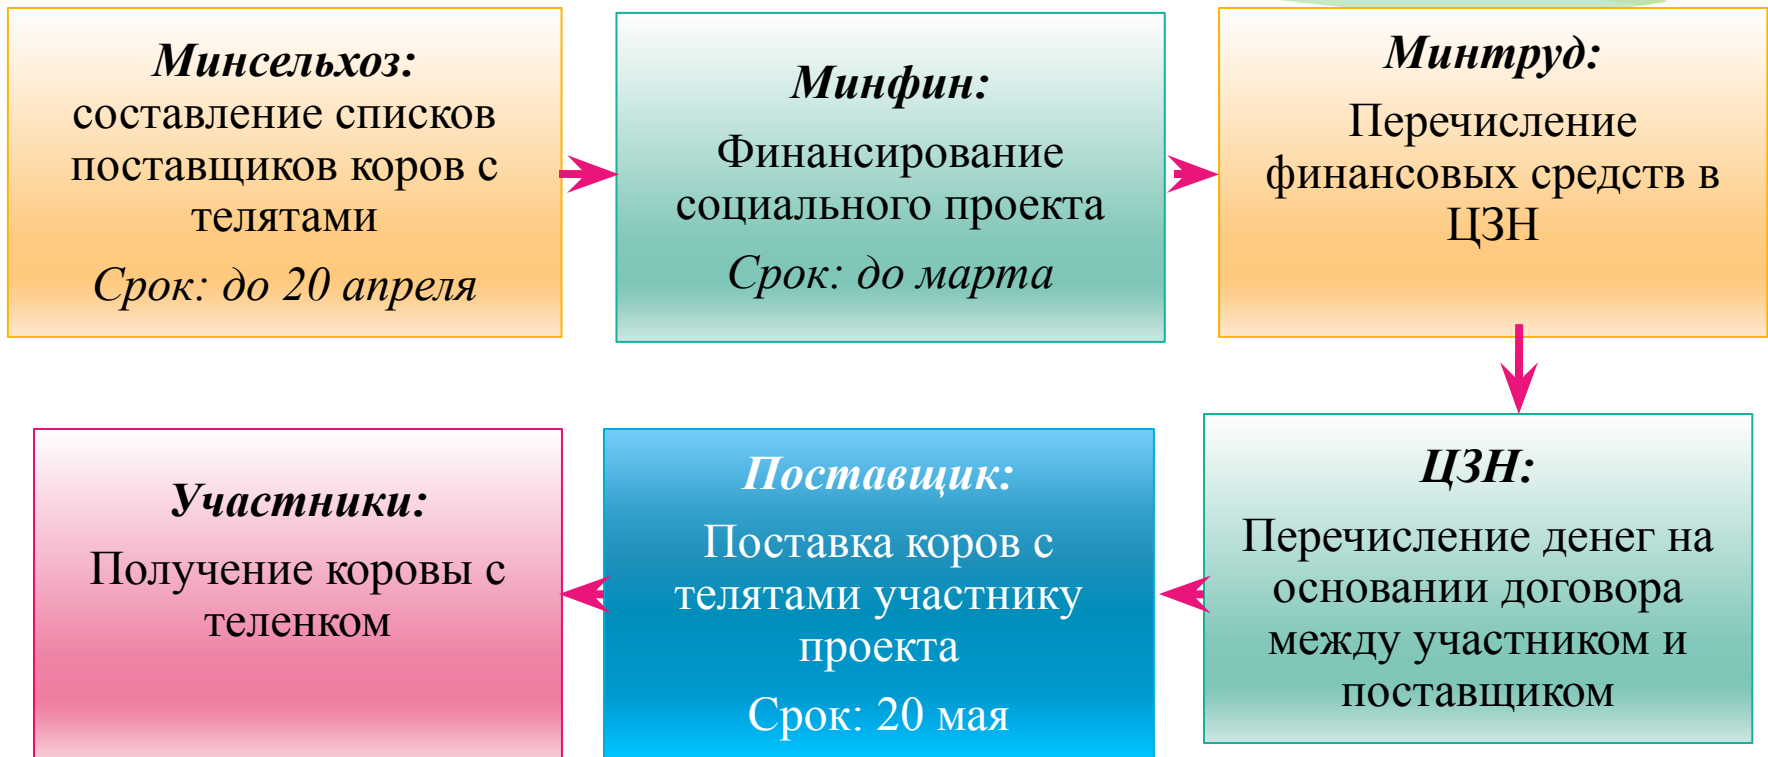 Минсельхоз:
составление списков
поставщиков коров с
телятами
Срок: до 20 апреля
Минфин:
Финансирование
социального проекта
Срок: до марта
Минтруд:
Перечисление
финансовых средств в
ЦЗН
ЦЗН:
Перечисление денег на
основании договора
между участником и
поставщиком
Поставщик:
Поставка коров с
телятами участнику
проекта
Срок: 20 мая
Участники:
Получение коровы с
теленком